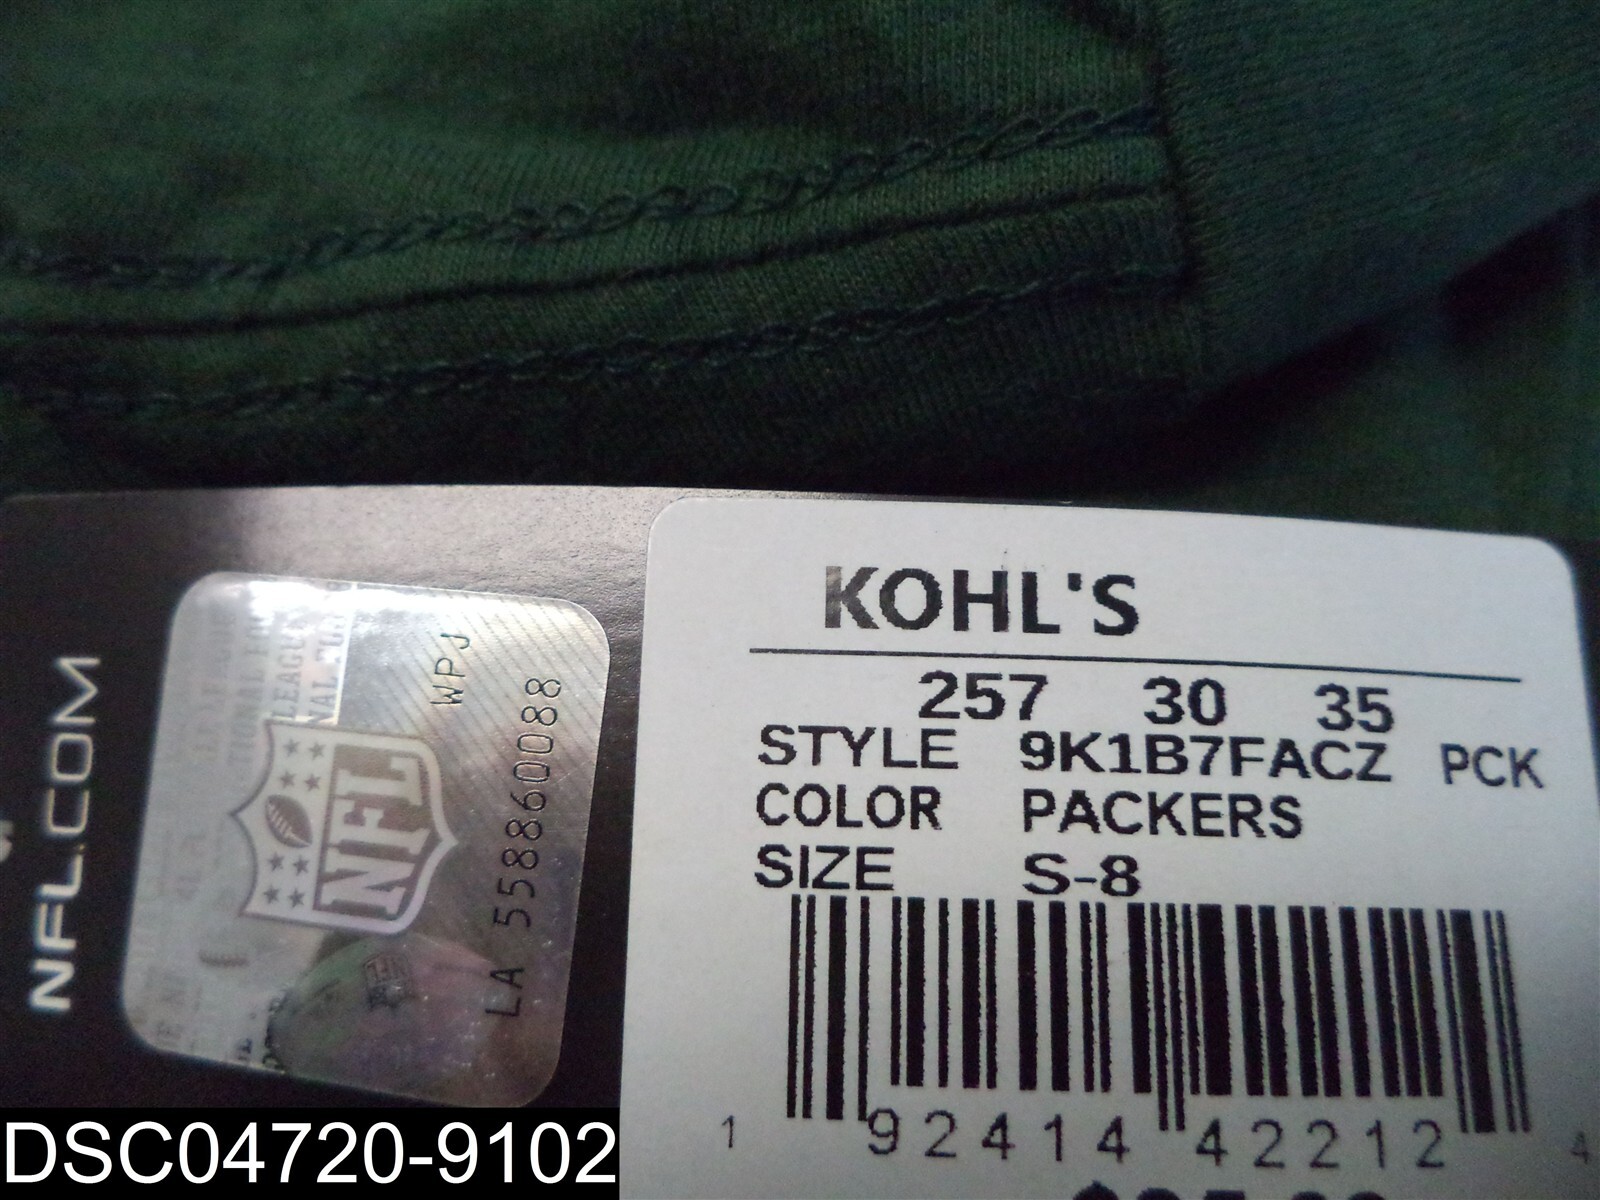 KOHL'S
257 30 35
STYLE 9K1B7FACZ PCK
COLOR PACKERS
SIZE S-8
1 92414 42212 4
NFL.COM
WPJ
LA 558860088
NFL
NFL
DSC04720-9102